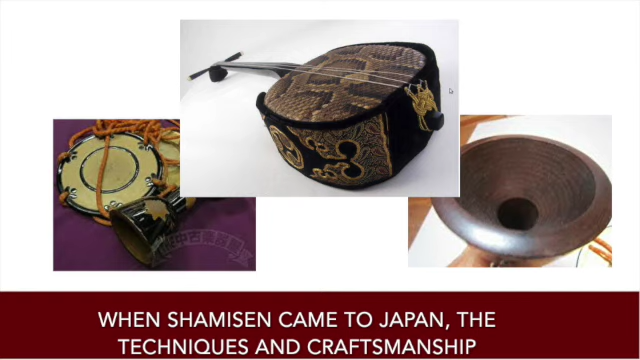 WHEN SHAMISEN CAME TO JAPAN, THE
TECHNIQUES AND CRAFTSMANSHIP